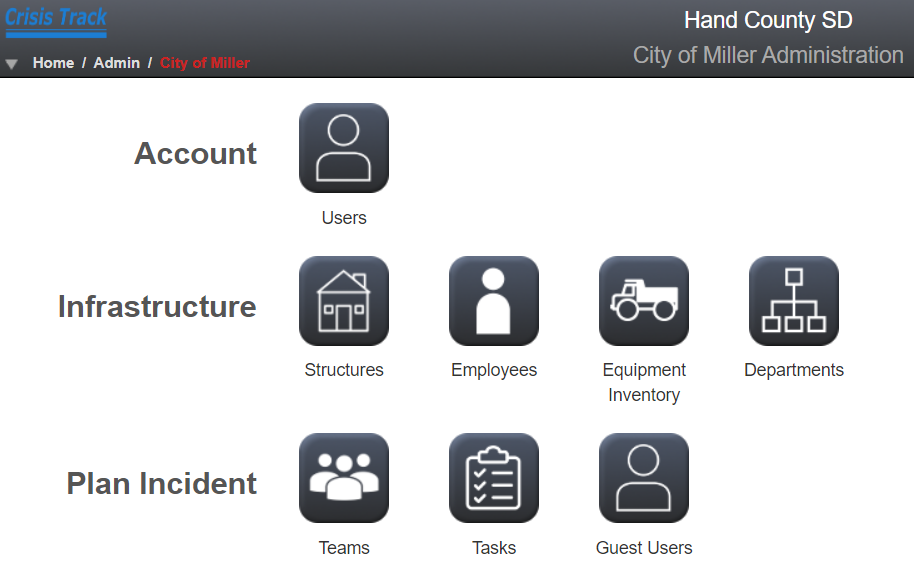 Crisis Track
Hand County SD
Home / Admin / City of Miller
City of Miller Administration
Account
Users
Infrastructure
Structures
Employees
Equipment
Inventory
Departments
Plan Incident
Teams
Tasks
Guest Users